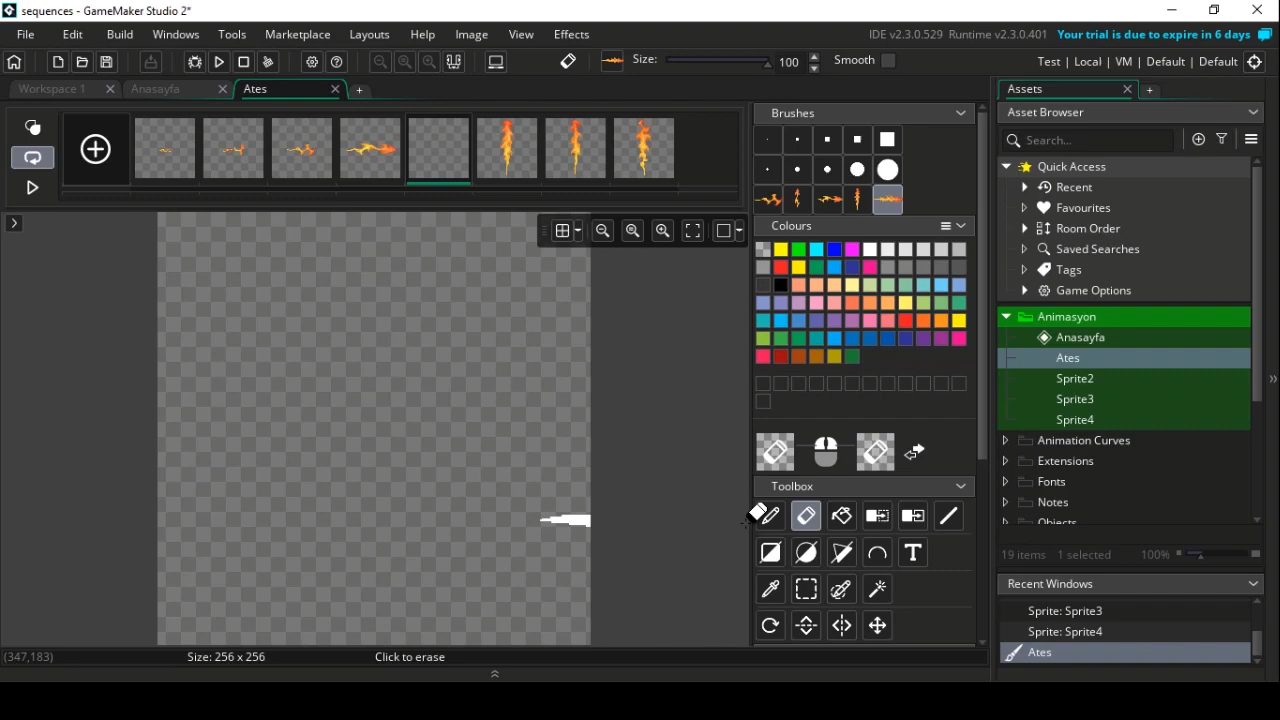 sequences - GameMaker Studio 2*
File Edit Build Windows Tools Marketplace Layouts Help Image View Effects
IDE v2.3.0.529 Runtime v2.3.0.401 Your trial is due to expire in 6 days
Size: 100 Smooth
Test | Local | VM | Default | Default
Workspace 1 Anasayfa Ates
Assets
Brushes
Asset Browser
Search...
Quick Access
Recent
Favourites
Colours
Room Order
Saved Searches
Tags
Game Options
Animasyon
Anasayfa
Ates
Sprite2
Sprite3
Sprite4
Animation Curves
Extensions
Fonts
Toolbox
Notes
Objects
19 items 1 selected 100%
Recent Windows
Sprite: Sprite3
Sprite: Sprite4
Ates
(347,183) Size: 256 x 256 Click to erase